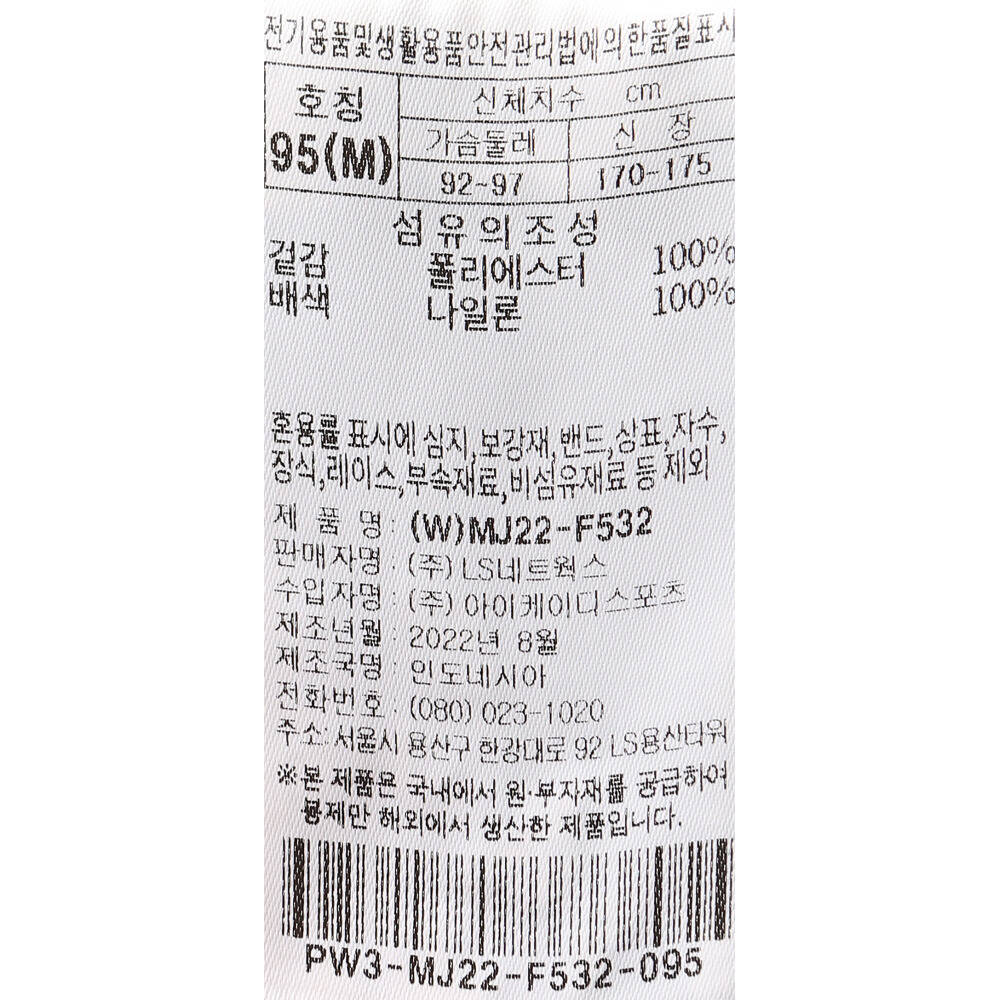 전기용품및생활용품안전관리법에의한품질표시
호칭 신체치수 cm
95(M) 가슴둘레 신 장
92~97 170-175
섬유의조성
겉감 폴리에스터 100%
배색 나일론 100%
혼용률 표시에 심지,보강재,밴드,상표,자수,
장식,레이스,부속재료,비섬유재료 등 제외
제 품 명 : (W)MJ22-F532
판매자명 : (주) LS네트웍스
수입자명 : (주) 아이케이디스포츠
제조년월 : 2022년 8월
제조국명 : 인도네시아
전화번호 : (080) 023-1020
주소: 서울시 용산구 한강대로 92 LS용산타워
※본 제품은 국내에서 원·부자재를 공급하여
봉제만 해외에서 생산한 제품입니다.
PW3-MJ22-F532-095